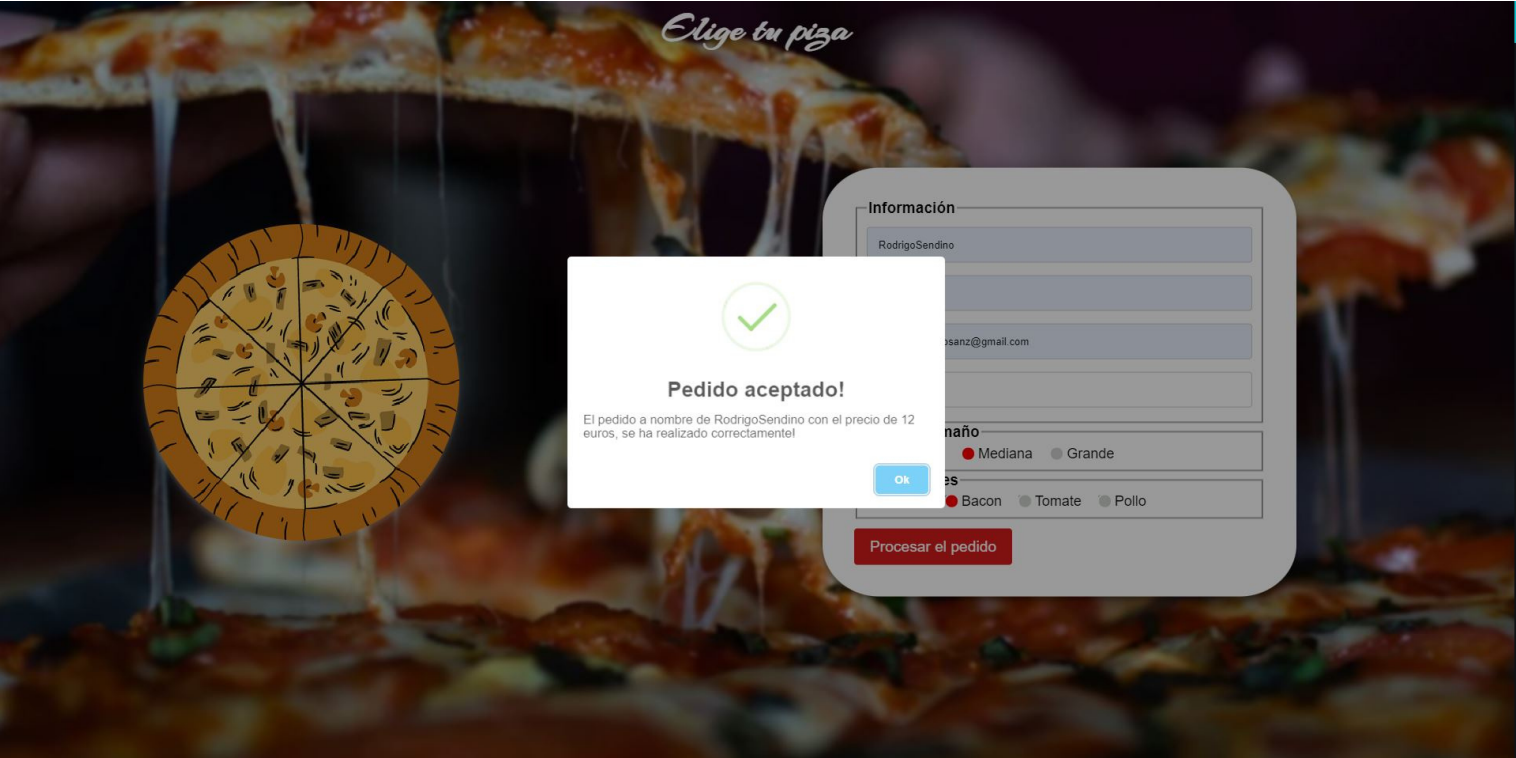 Elige tu piza
Información
RodrigoSendino
osanz@gmail.com
Pedido aceptado!
El pedido a nombre de RodrigoSendino con el precio de 12
euros, se ha realizado correctamente!
Ok
maño
Mediana Grande
es
Bacon Tomate Pollo
Procesar el pedido